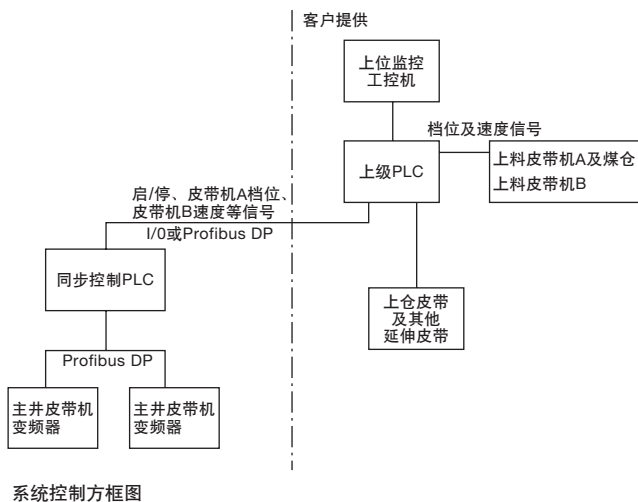 客户提供
上位监控
工控机
档位及速度信号
上级PLC
上料皮带机A及煤仓
上料皮带机B
启/停、皮带机A档位、
皮带机B速度等信号
I/0或Profibus DP
同步控制PLC
上仓皮带
及其他
延伸皮带
Profibus DP
主井皮带机
变频器
主井皮带机
变频器
系统控制方框图